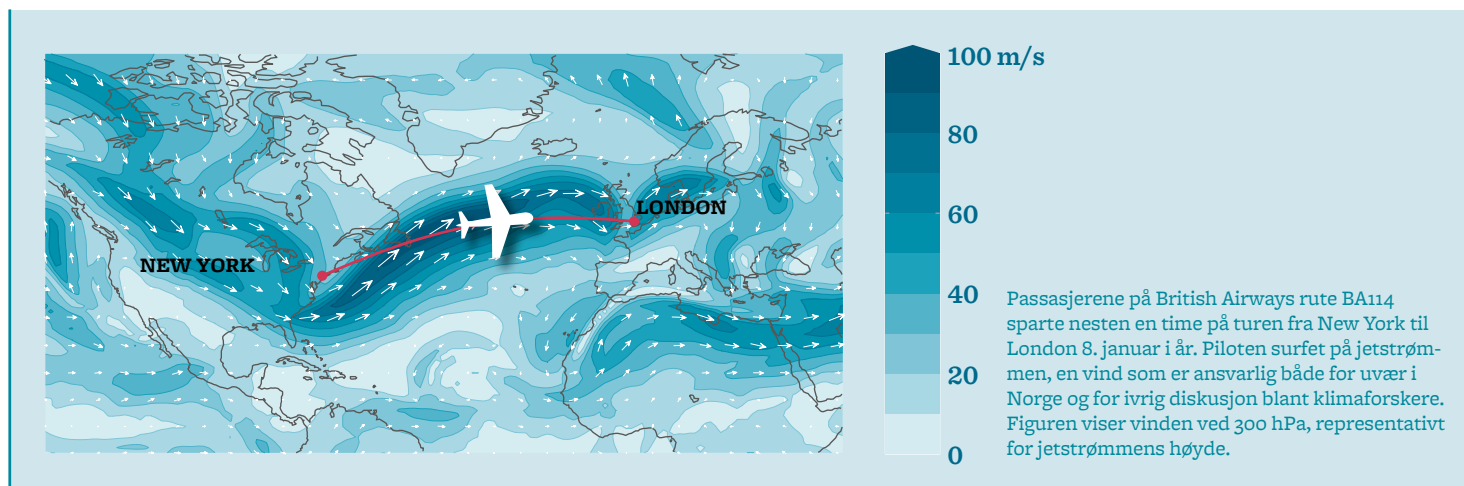 100 m/s
80
60
40
20
0
LONDON
NEW YORK
Passasjerene på British Airways rute BA114
sparte nesten en time på turen fra New York til
London 8. januar i år. Piloten surfet på jetstrøm-
men, en vind som er ansvarlig både for uvær i
Norge og for ivrig diskusjon blant klimaforskere.
Figuren viser vinden ved 300 hPa, representativt
for jetstrømmens høyde.